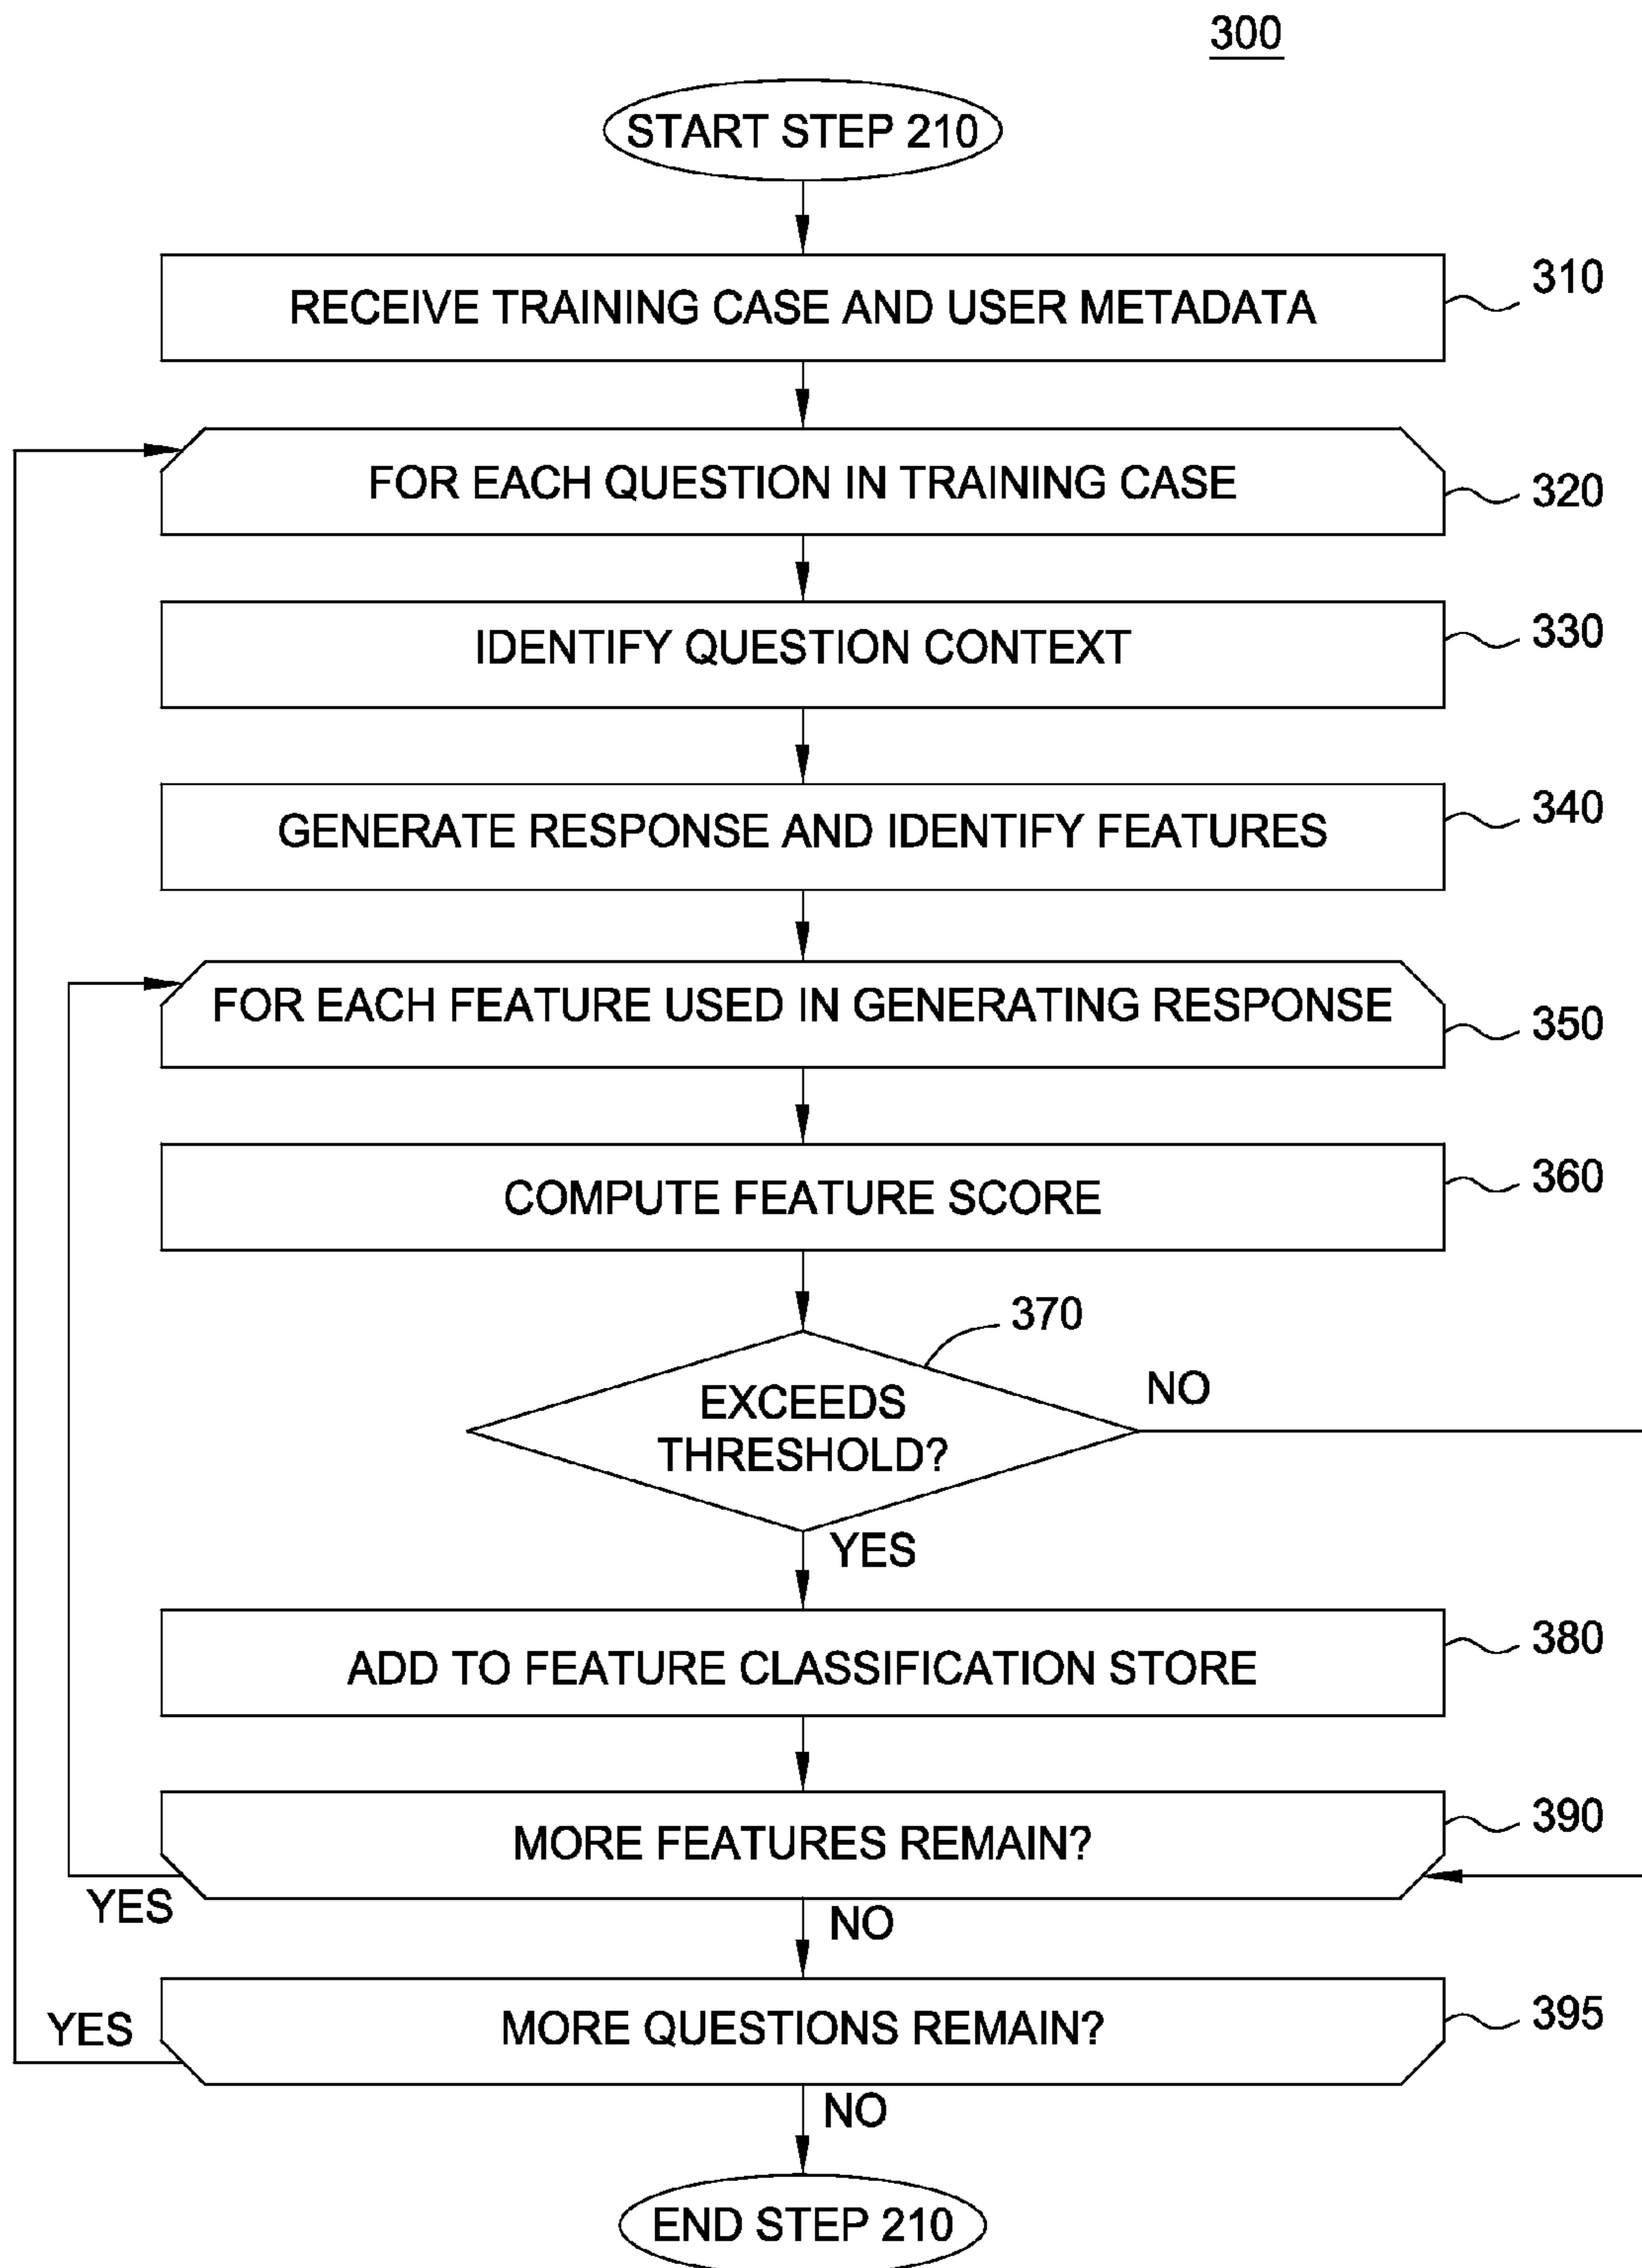 300
START STEP 210
RECEIVE TRAINING CASE AND USER METADATA
310
FOR EACH QUESTION IN TRAINING CASE
320
IDENTIFY QUESTION CONTEXT
330
GENERATE RESPONSE AND IDENTIFY FEATURES
340
FOR EACH FEATURE USED IN GENERATING RESPONSE
350
COMPUTE FEATURE SCORE
360
370
EXCEEDS
THRESHOLD?
NO
YES
ADD TO FEATURE CLASSIFICATION STORE
380
MORE FEATURES REMAIN?
390
YES
NO
MORE QUESTIONS REMAIN?
395
YES
NO
END STEP 210